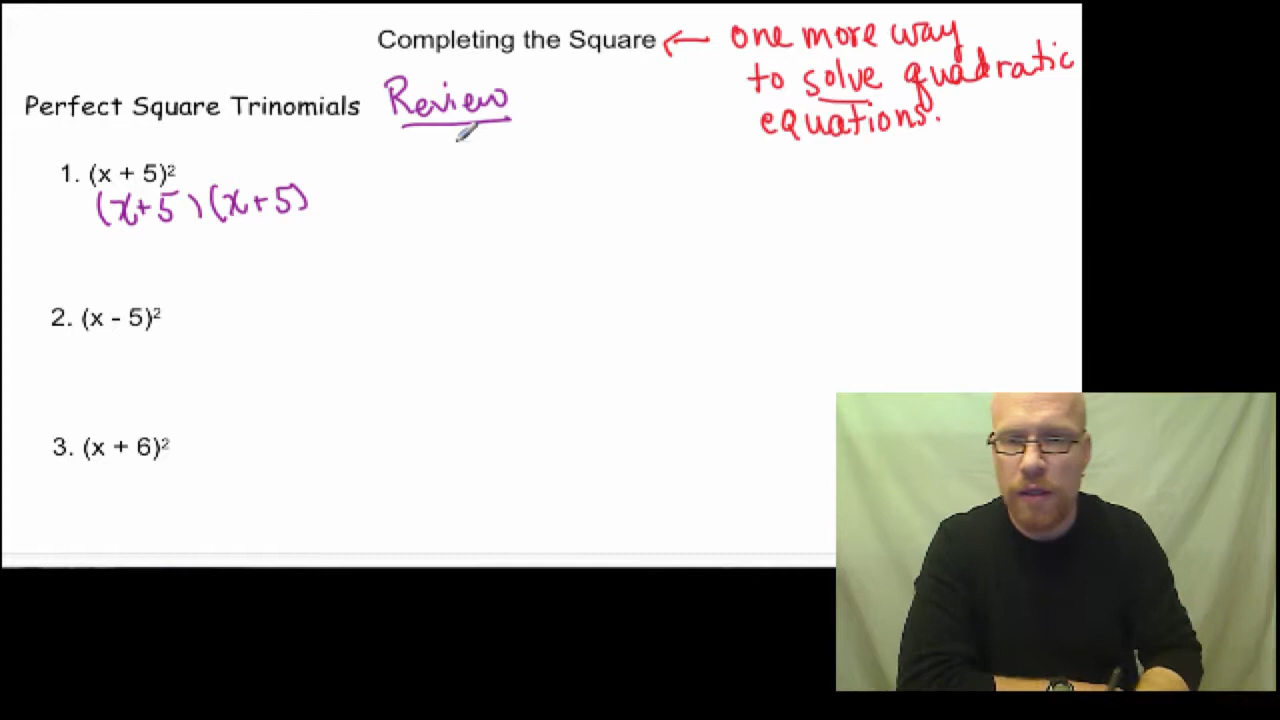 Completing the Square ← one more way
to solve quadratic
equations.
Perfect Square Trinomials Review
1. (x + 5)²
(x+5)(x+5)
2. (x - 5)²
3. (x + 6)²